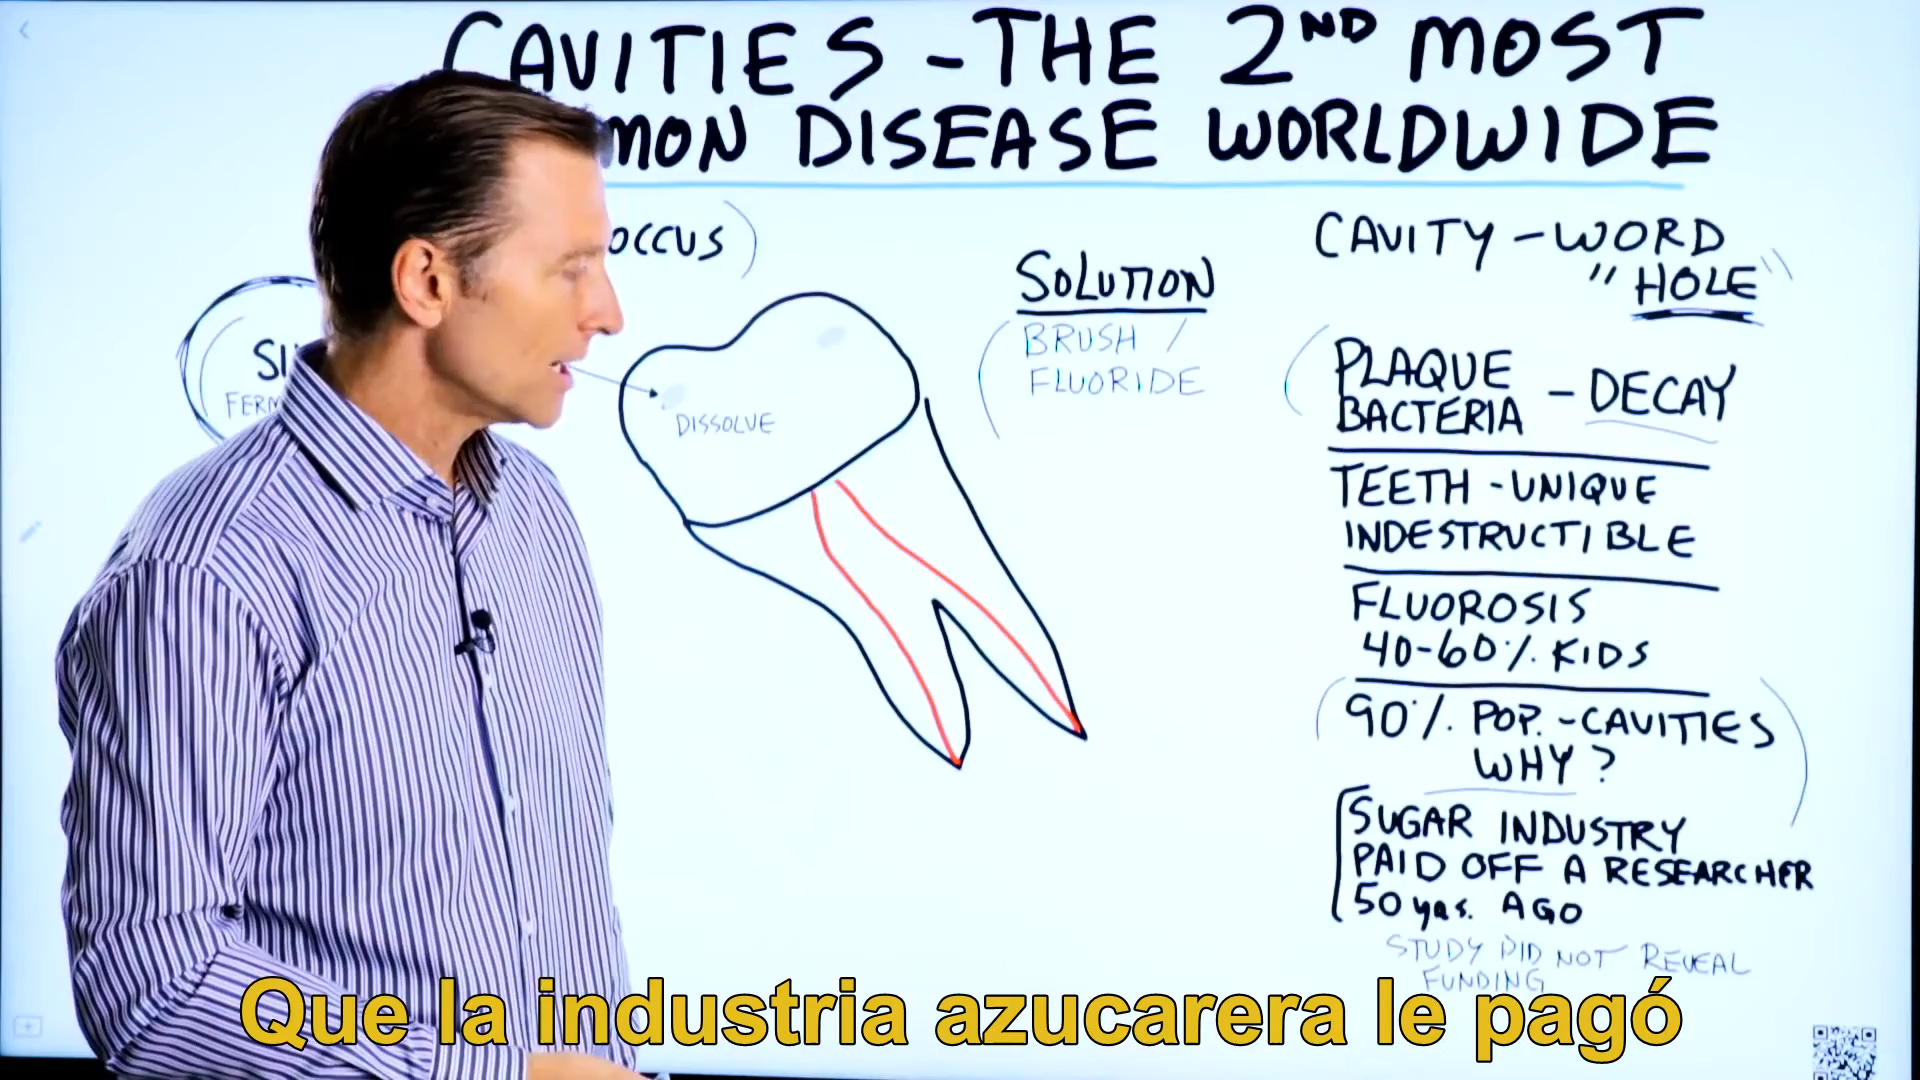 CAVITIES - THE 2ND MOST
MON DISEASE WORLDWIDE
OCCUS)
SU
(FERM
DISSOLVE
SOLUTION
(BRUSH /
FLUORIDE
CAVITY - WORD
"HOLE"
(PLAQUE
BACTERIA - DECAY
TEETH - UNIQUE
INDESTRUCTIBLE
FLUOROSIS
40-60% KIDS
(90% POP. - CAVITIES
WHY?)
[SUGAR INDUSTRY
PAID OFF A RESEARCHER
50 yrs. AGO
STUDY DID NOT REVEAL
FUNDING
Que la industria azucarera le pagó